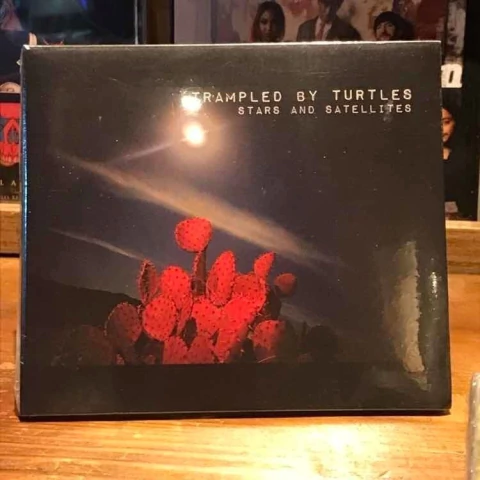 TRAMPLED BY TURTLES
STARS AND SATELLITES